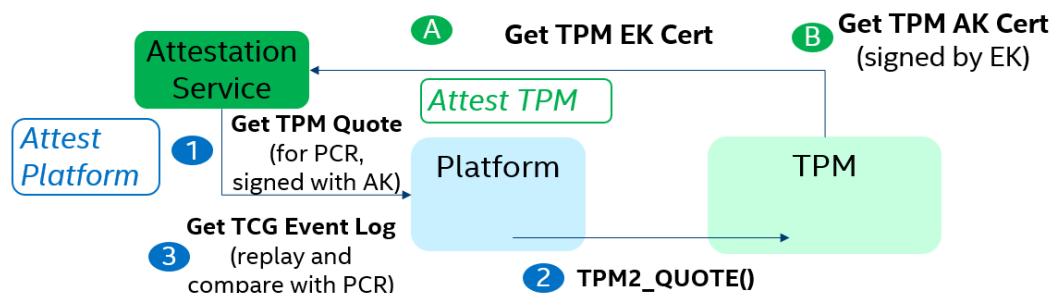 A
Get TPM EK Cert
B
Get TPM AK Cert
(signed by EK)
Attestation
Service
Attest TPM
Attest
Platform
1
Get TPM Quote
(for PCR,
signed with AK)
Platform
TPM
3
Get TCG Event Log
(replay and
compare with PCR)
2
TPM2_QUOTE()